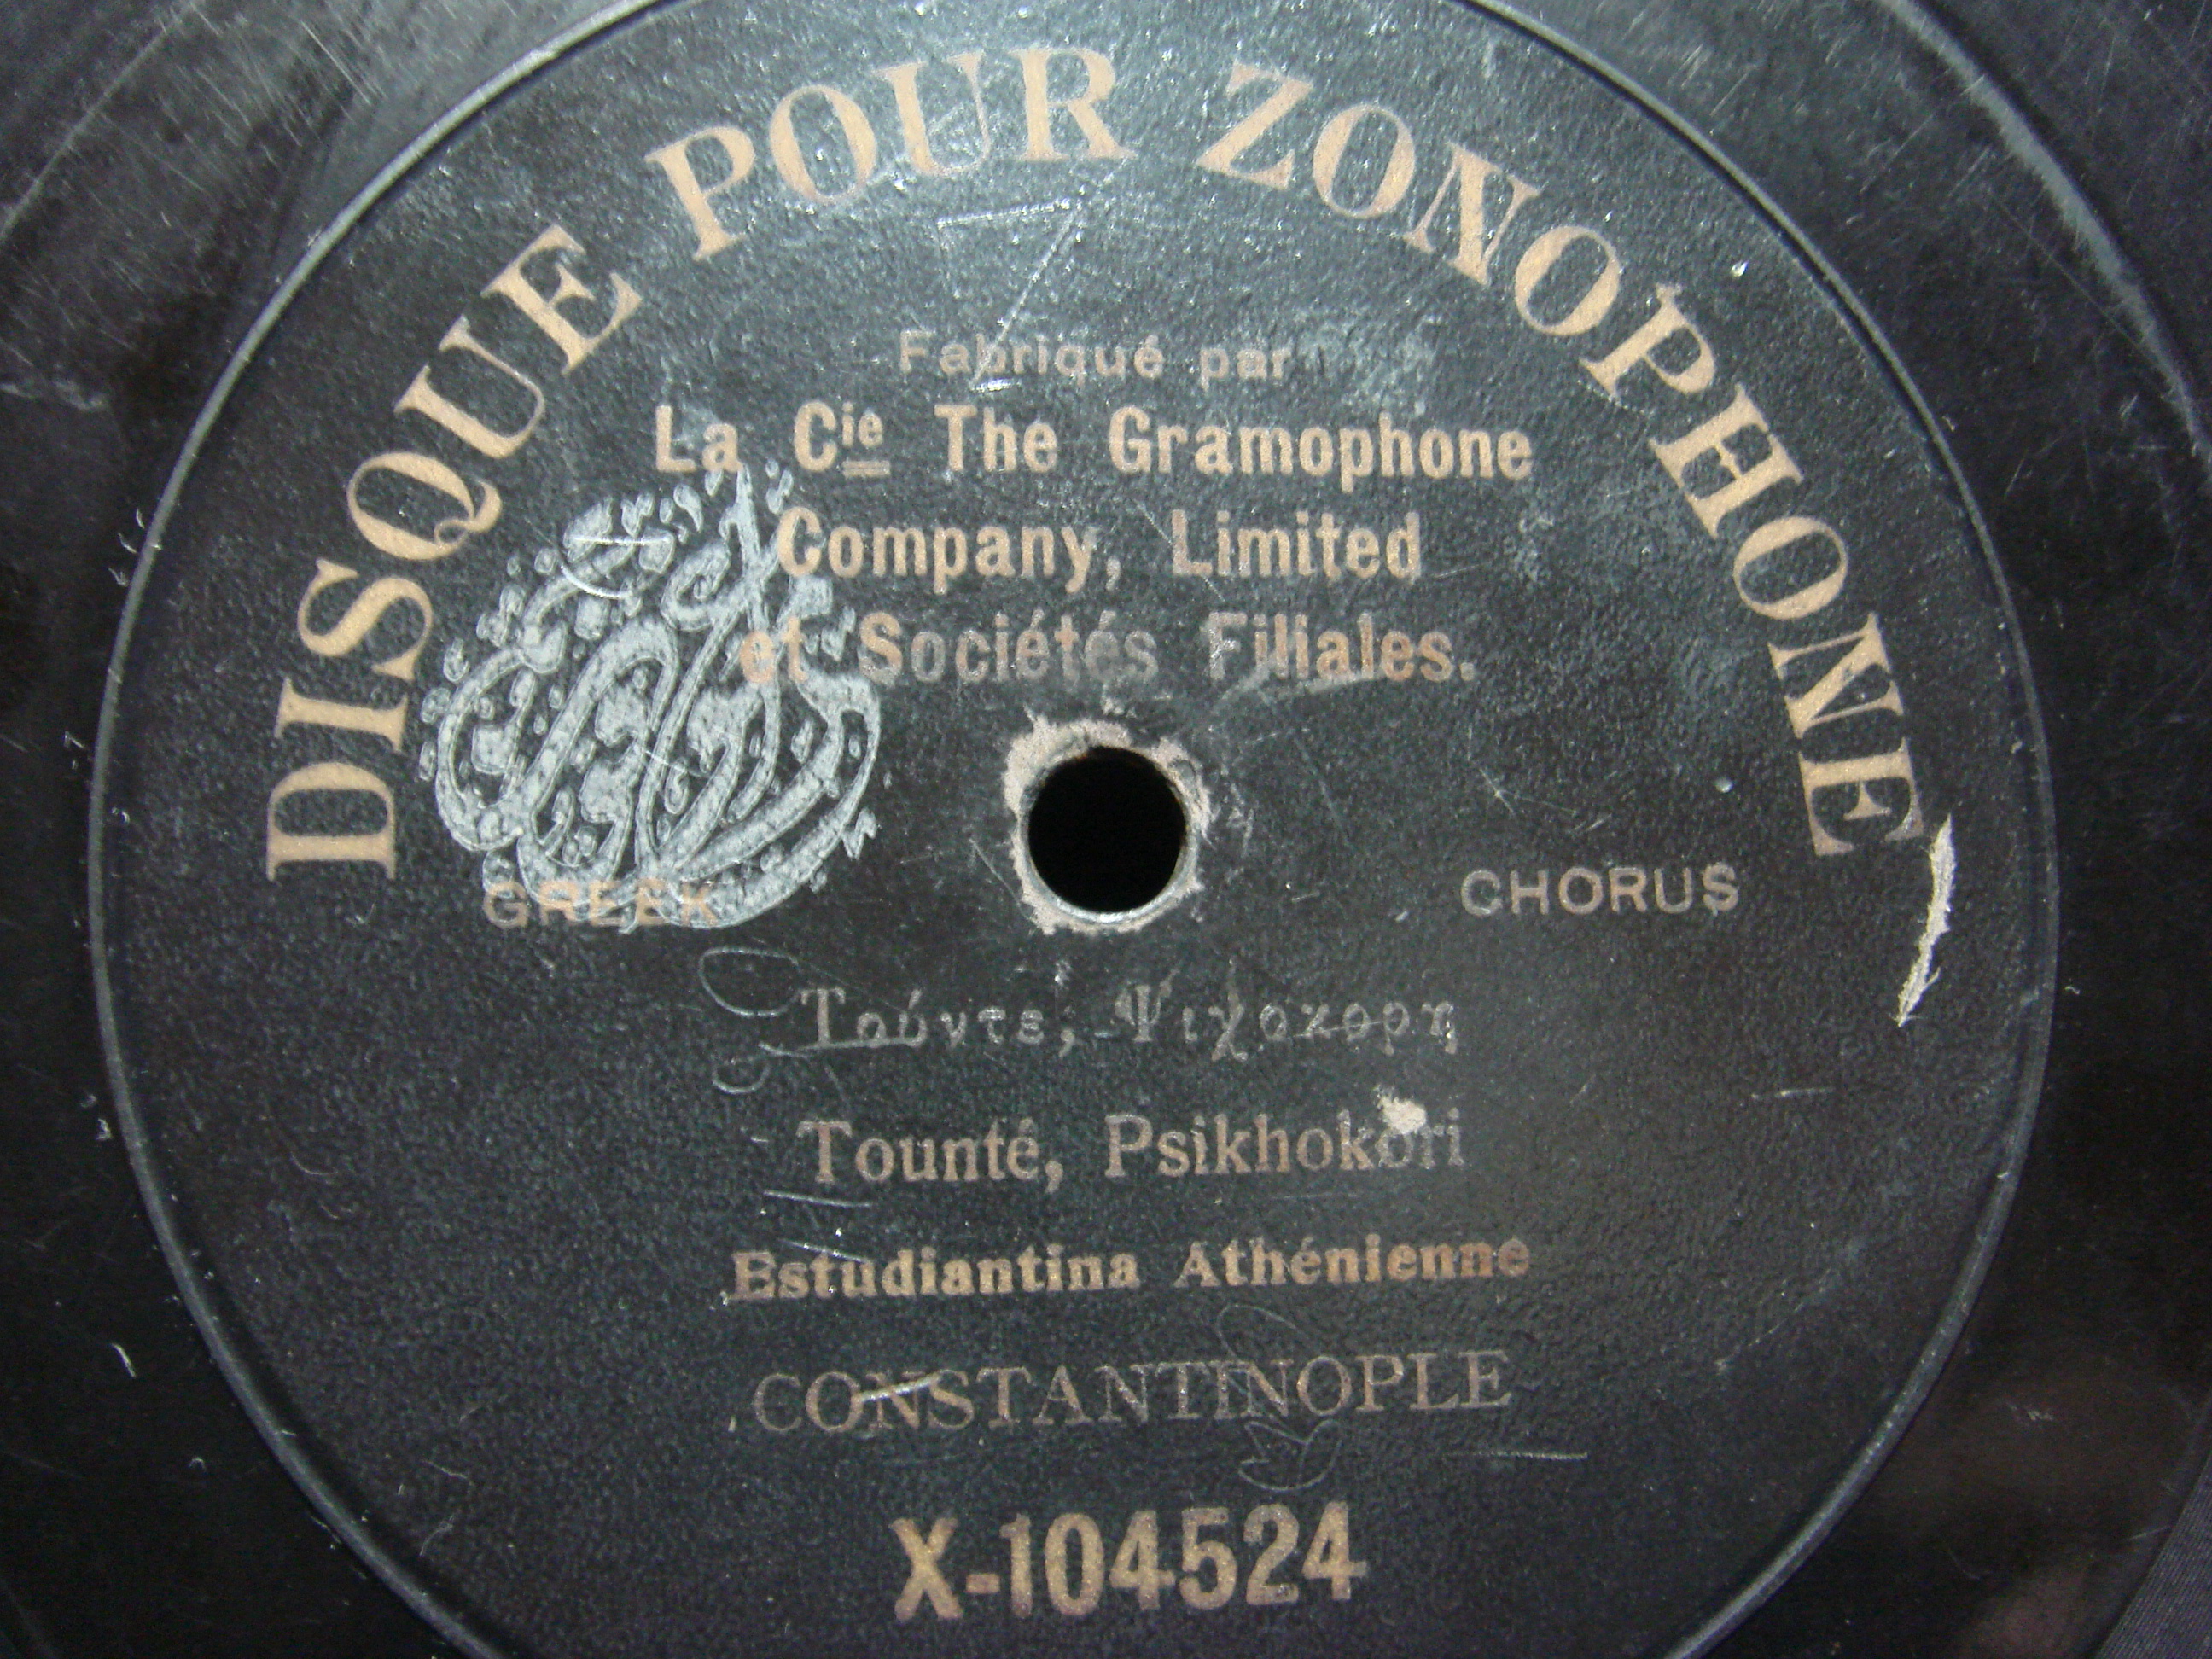 DISQUE POUR ZONOPHONE
Fabriqué par
La Cie The Gramophone
Company, Limited
et Sociétés Filiales.
GREEK CHORUS
Τούντε, Ψιχοκορη
Tounté, Psikhokori
Estudiantina Athénienne
CONSTANTINOPLE
X-104524